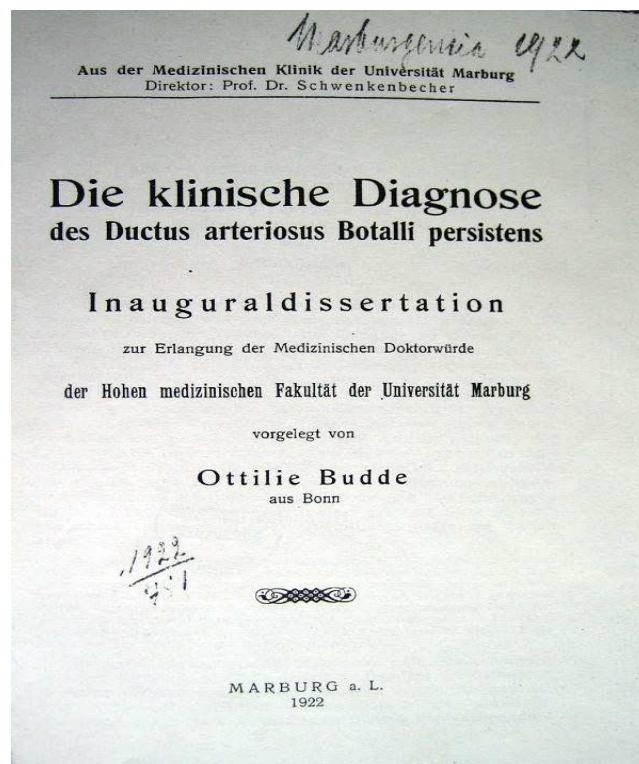 Marburgensia 1922
Aus der Medizinischen Klinik der Universität Marburg
Direktor: Prof. Dr. Schwenkenbecher
Die klinische Diagnose
des Ductus arteriosus Botalli persistens
Inauguraldissertation
zur Erlangung der Medizinischen Doktorwürde
der Hohen medizinischen Fakultät der Universität Marburg
vorgelegt von
Ottilie Budde
aus Bonn
1922
MARBURG a. L.
1922